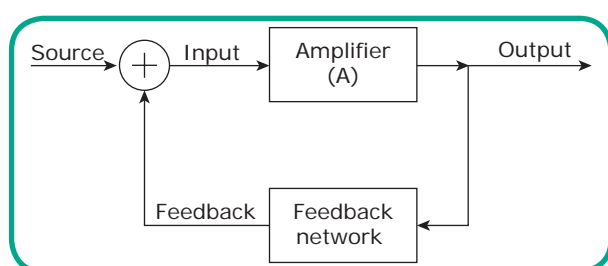 Source
Input
Amplifier
(A)
Output
+
Feedback
Feedback
network